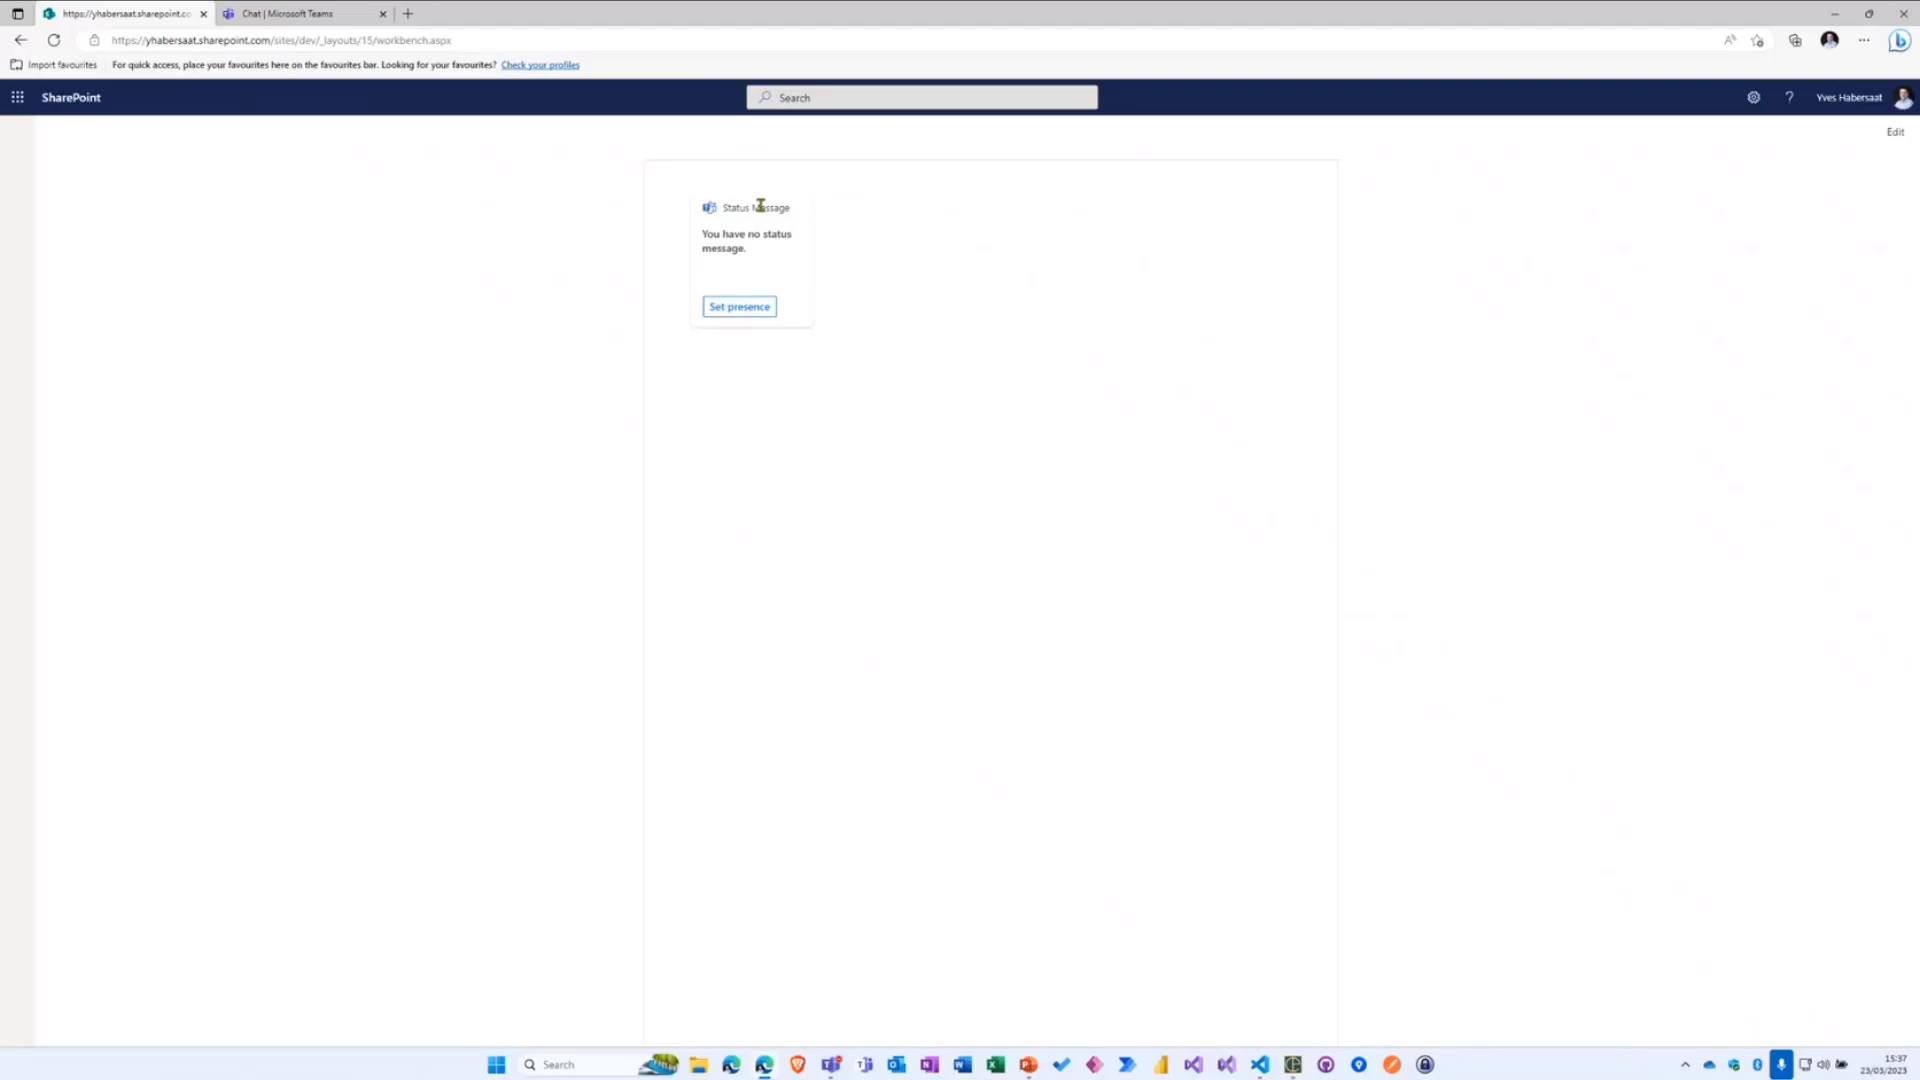 https://yhabersaat.sharepoint.co
Chat | Microsoft Teams
https://yhabersaat.sharepoint.com/sites/dev/_layouts/15/workbench.aspx
Import favourites
For quick access, place your favourites here on the favourites bar. Looking for your favourites? Check your profiles
SharePoint
Search
Yves Habersaat
Edit
Status Message
You have no status
message.
Set presence
Search
15:37
23/03/2023